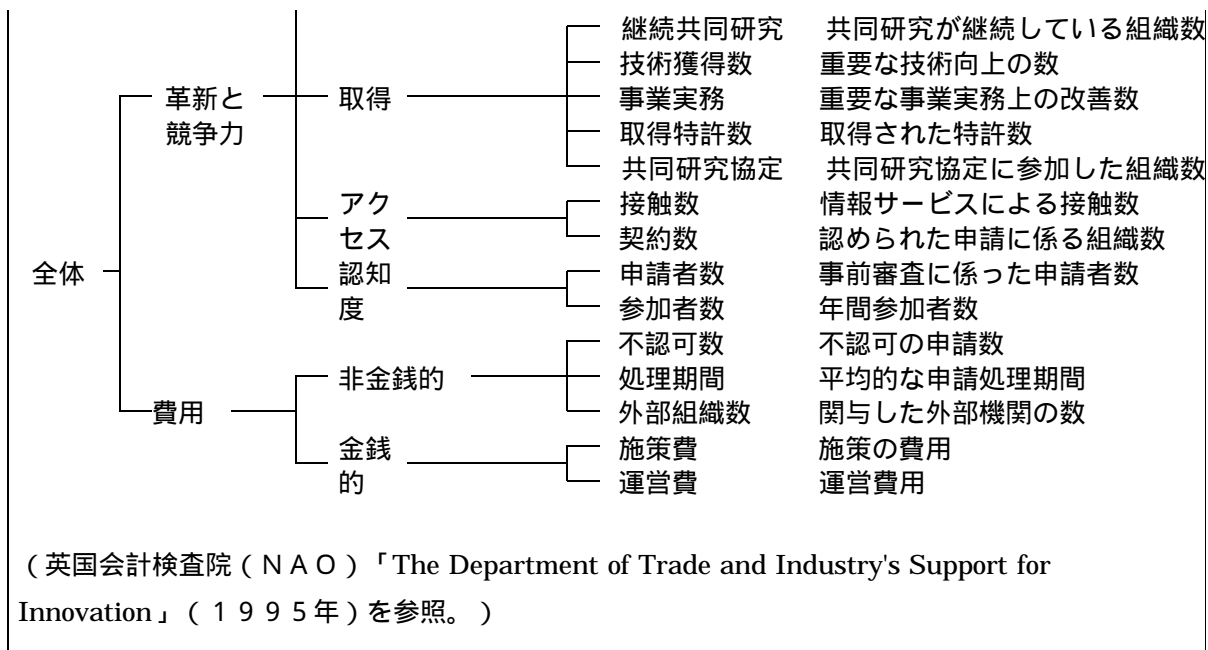 継続共同研究 共同研究が継続している組織数
技術獲得数 重要な技術向上の数
革新と 取得 事業実務 重要な事業実務上の改善数
競争力 取得特許数 取得された特許数
共同研究協定 共同研究協定に参加した組織数
アク 接触数 情報サービスによる接触数
セス 契約数 認められた申請に係る組織数
全体 認知 申請者数 事前審査に係った申請者数
度 参加者数 年間参加者数
不認可数 不認可の申請数
非金銭的 処理期間 平均的な申請処理期間
費用 外部組織数 関与した外部機関の数
金銭 施策費 施策の費用
的 運営費 運営費用
(英国会計検査院(NAO)「The Department of Trade and Industry's Support for
Innovation」(1995年)を参照。)